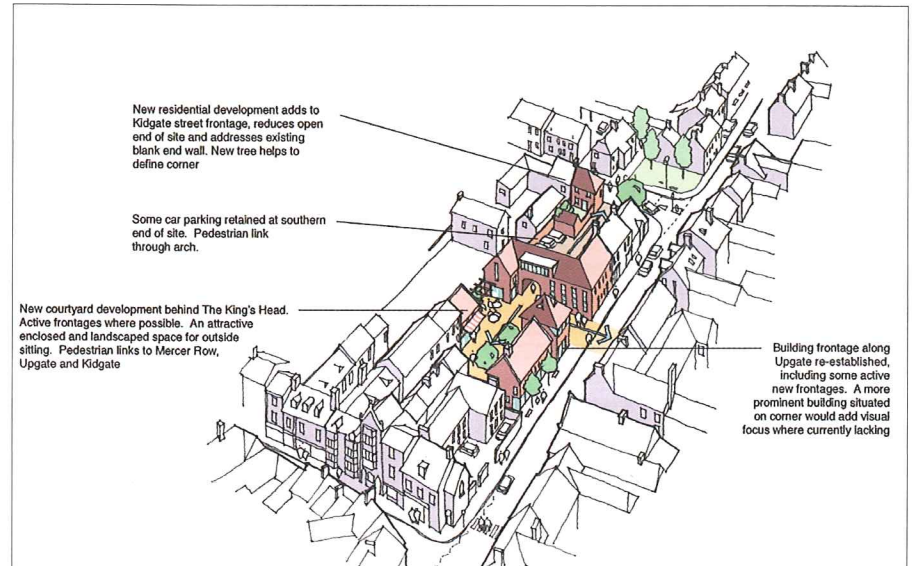 New residential development adds to
Kidgate street frontage, reduces open
end of site and addresses existing
blank end wall. New tree helps to
define corner
Some car parking retained at southern
end of site. Pedestrian link
through arch.
New courtyard development behind The King's Head.
Active frontages where possible. An attractive
enclosed and landscaped space for outside
sitting. Pedestrian links to Mercer Row,
Upgate and Kidgate
Building frontage along
Upgate re-established,
including some active
new frontages. A more
prominent building situated
on corner would add visual
focus where currently lacking